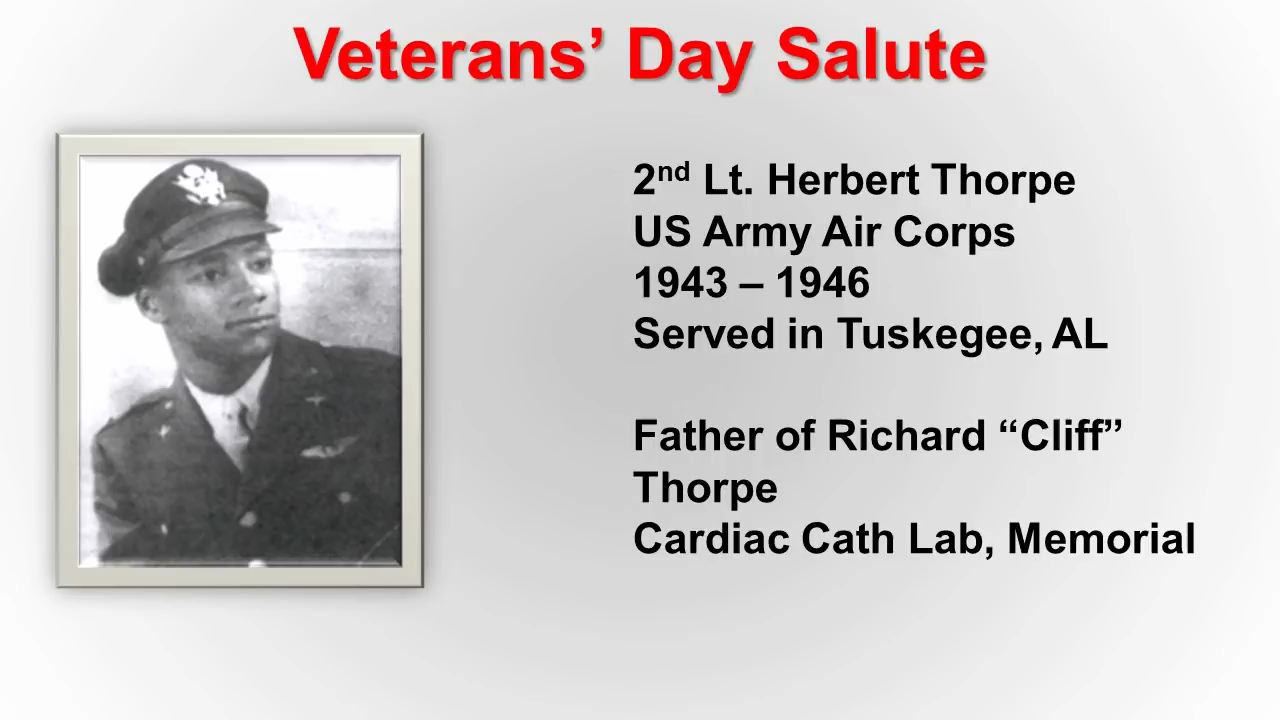 Veterans’ Day Salute
2nd Lt. Herbert Thorpe
US Army Air Corps
1943 – 1946
Served in Tuskegee, AL
Father of Richard “Cliff”
Thorpe
Cardiac Cath Lab, Memorial